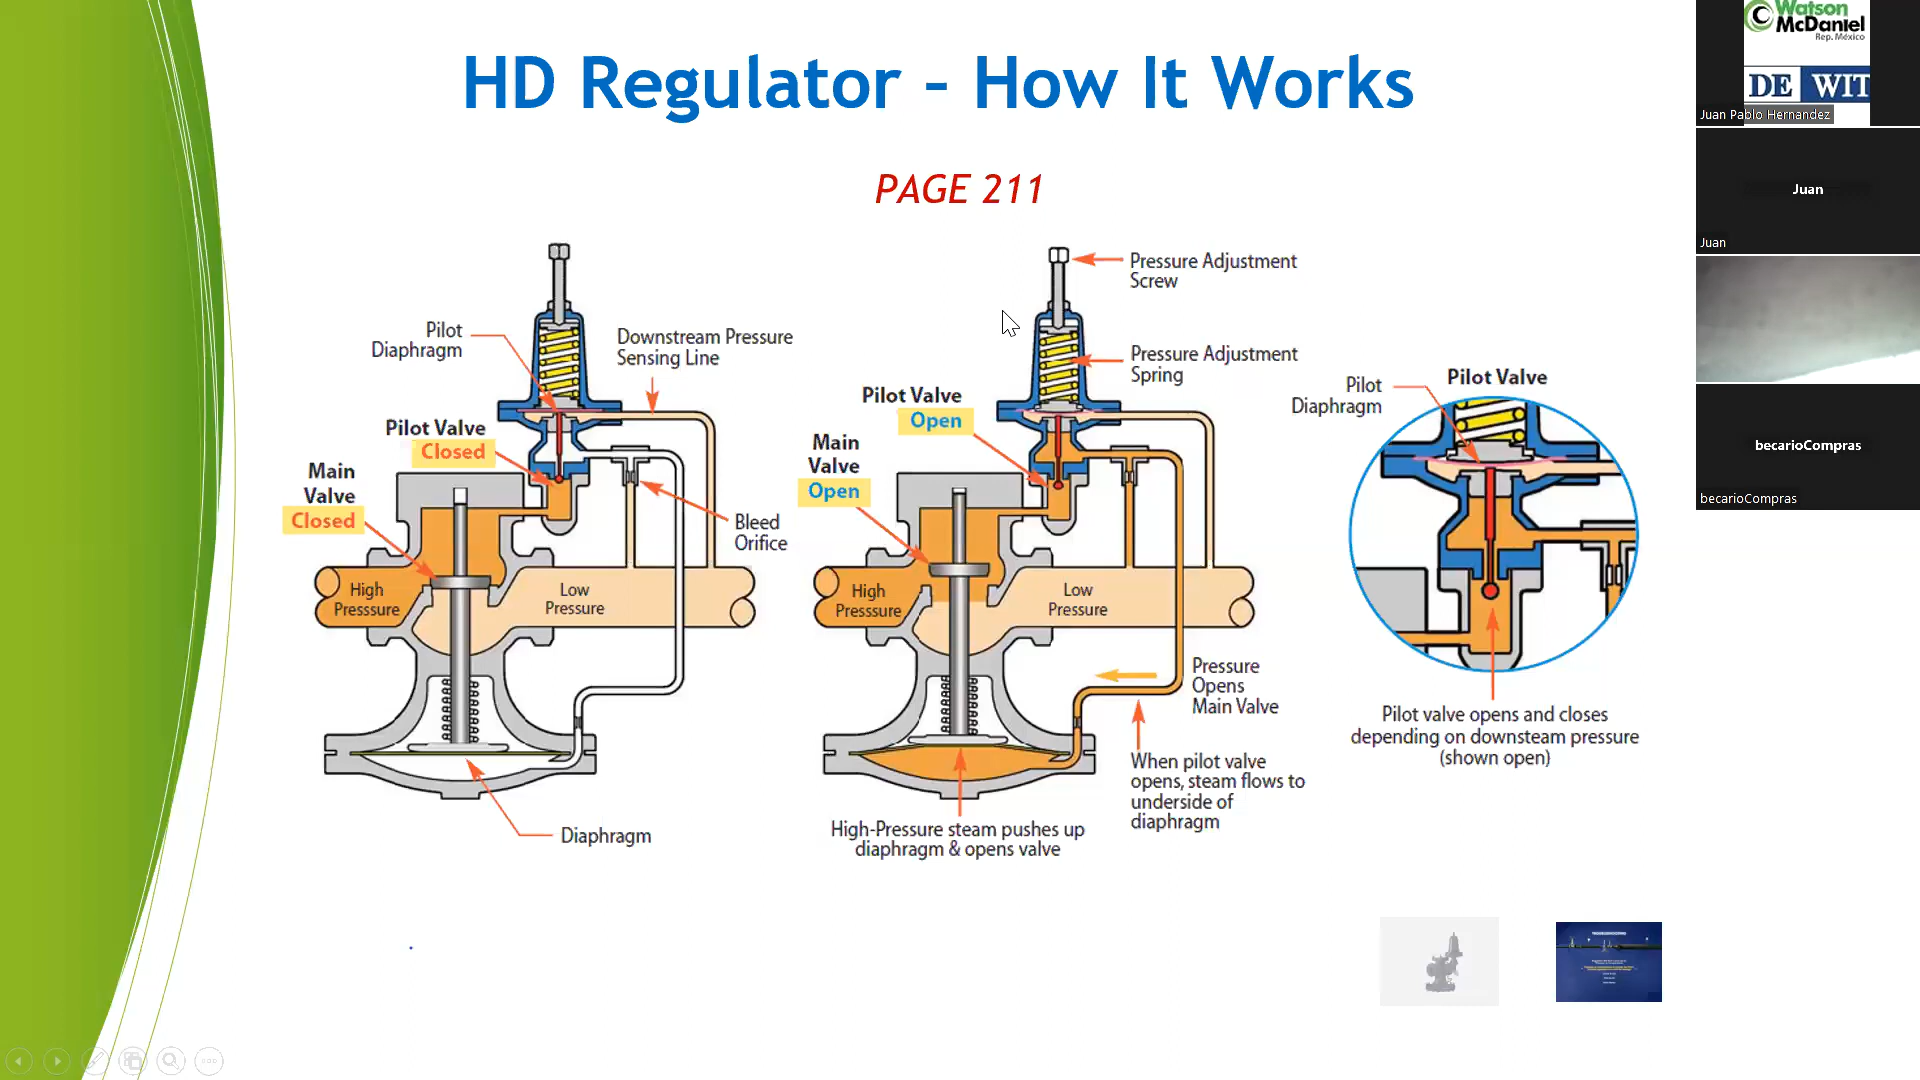 HD Regulator – How It Works
PAGE 211
Pilot
Diaphragm
Downstream Pressure
Sensing Line
Pilot Valve
Closed
Main
Valve
Closed
High
Presssure
Low
Pressure
Bleed
Orifice
Diaphragm
Pressure Adjustment
Screw
Pressure Adjustment
Spring
Pilot Valve
Open
Main
Valve
Open
High
Presssure
Low
Pressure
Pressure
Opens
Main Valve
When pilot valve
opens, steam flows to
underside of
diaphragm
High-Pressure steam pushes up
diaphragm & opens valve
Pilot Valve
Pilot
Diaphragm
Pilot valve opens and closes
depending on downsteam pressure
(shown open)
Watson
McDaniel
Rep. México
DE WIT
Juan Pablo Hernandez
Juan
Juan
becarioCompras
becarioCompras